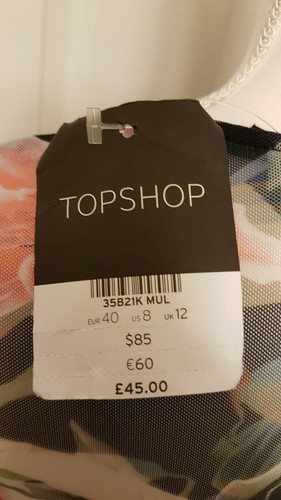 TOPSHOP
35B21K MUL
EUR 40 US 8 UK 12
$85
€60
£45.00